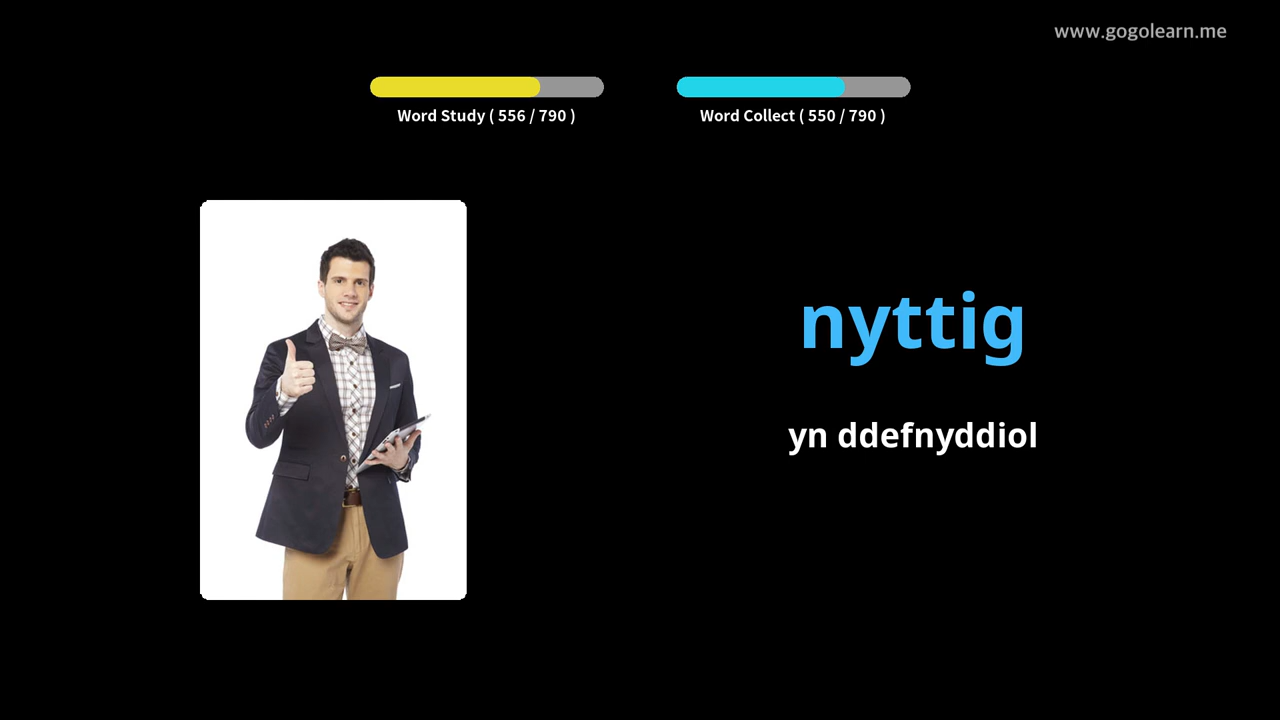 www.gogolearn.me
Word Study ( 556 / 790 )
Word Collect ( 550 / 790 )
nyttig
yn ddefnyddiol